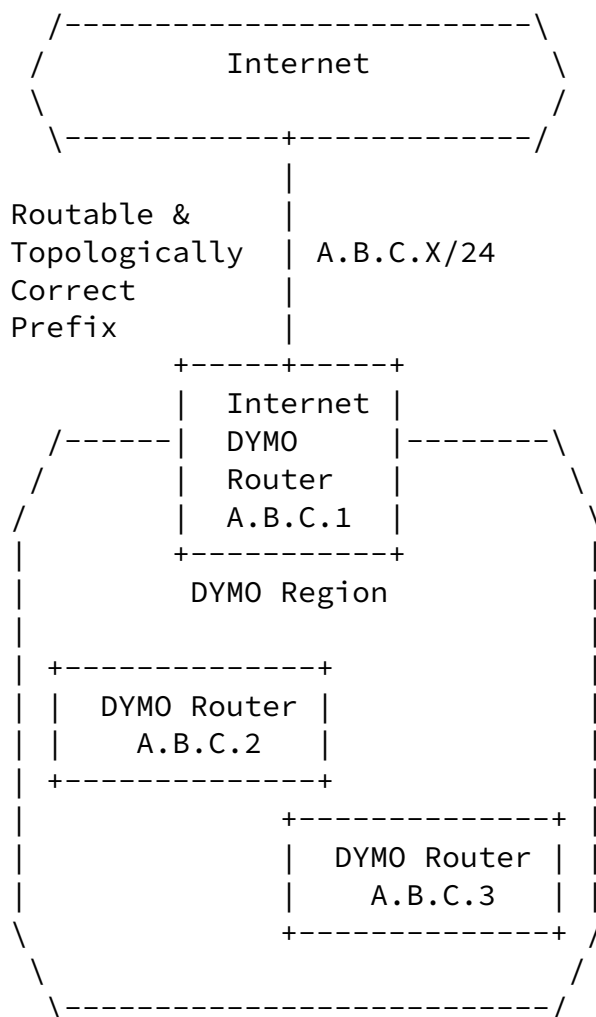 Internet
Routable &
Topologically A.B.C.X/24
Correct
Prefix
Internet
DYMO
Router
A.B.C.1
DYMO Region
DYMO Router
A.B.C.2
DYMO Router
A.B.C.3